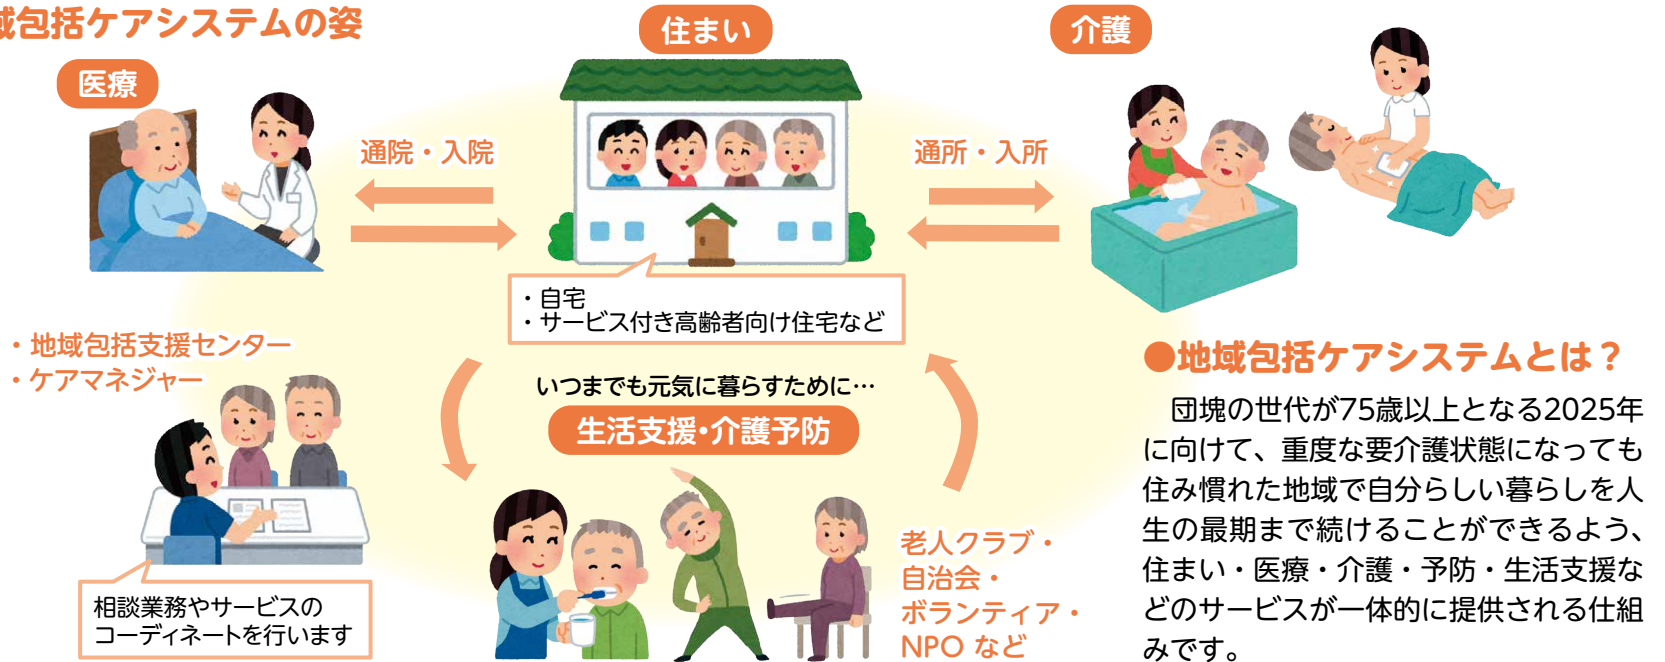 域包括ケアシステムの姿
医療
住まい
介護
通院・入院
通所・入所
・自宅
・サービス付き高齢者向け住宅など
・地域包括支援センター
・ケアマネジャー
いつまでも元気に暮らすために…
生活支援・介護予防
相談業務やサービスの
コーディネートを行います
老人クラブ・
自治会・
ボランティア・
NPO など
●地域包括ケアシステムとは？
団塊の世代が75歳以上となる2025年
に向けて、重度な要介護状態になっても
住み慣れた地域で自分らしい暮らしを人
生の最期まで続けることができるよう、
住まい・医療・介護・予防・生活支援な
どのサービスが一体的に提供される仕組
みです。